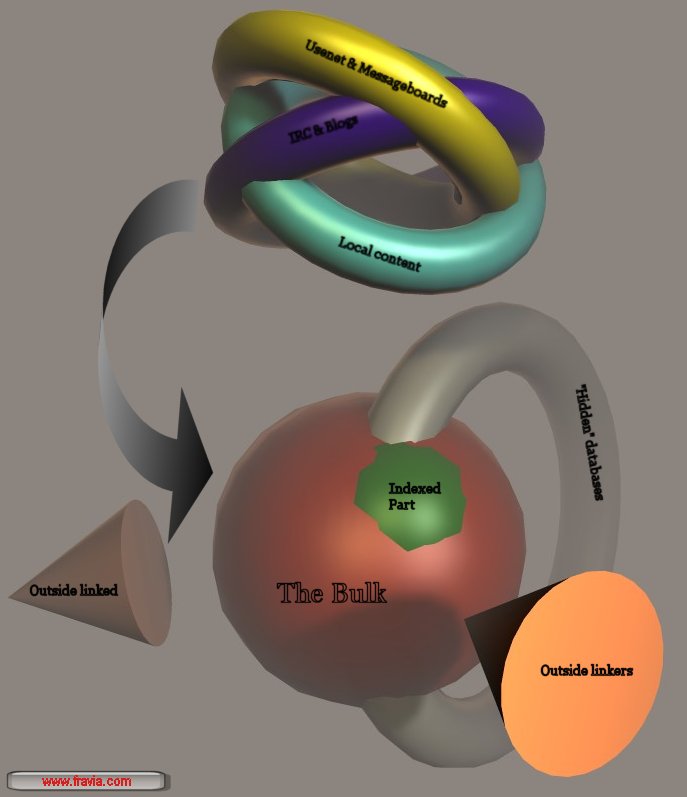 Usenet & Messageboards
IRC & Blogs
Local content
"Hidden" databases
Indexed
Part
Outside linked
The Bulk
Outside linkers
www.fravia.com